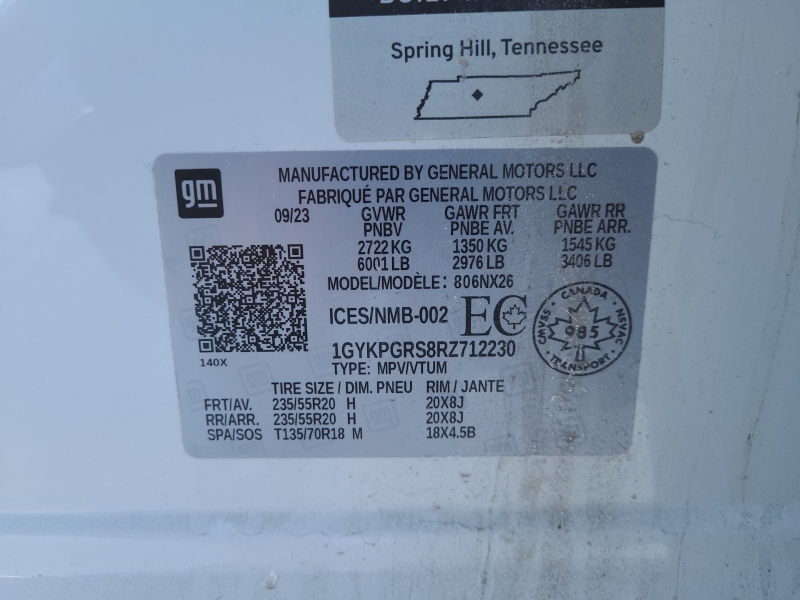 Spring Hill, Tennessee
gm
MANUFACTURED BY GENERAL MOTORS LLC
FABRIQUÉ PAR GENERAL MOTORS LLC
09/23 GVWR GAWR FRT GAWR RR
PNBV PNBE AV. PNBE ARR.
2722 KG 1350 KG 1545 KG
6001 LB 2976 LB 3406 LB
MODEL/MODÈLE: 806NX26
ICES/NMB-002 EC
CANADA
CMVSS 985 NSVAC
TRANSPORT
140X
1GYKPGRS8RZ712230
TYPE: MPV/VTUM
TIRE SIZE / DIM. PNEU RIM / JANTE
FRT/AV. 235/55R20 H 20X8J
RR/ARR. 235/55R20 H 20X8J
SPA/SOS T135/70R18 M 18X4.5B